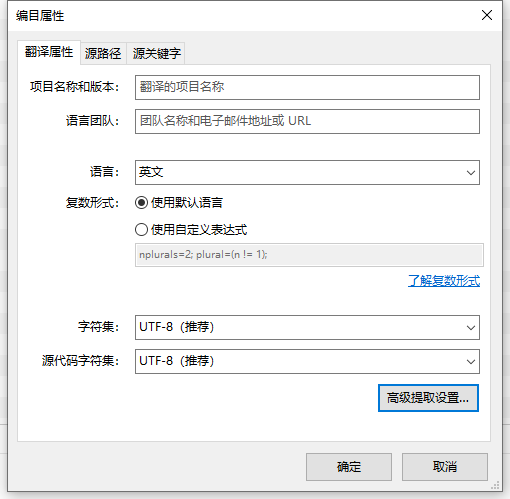 编目属性
翻译属性 源路径 源关键字
项目名称和版本： 翻译的项目名称
语言团队： 团队名称和电子邮件地址或 URL
语言： 英文
复数形式： 使用默认语言
使用自定义表达式
nplurals=2; plural=(n != 1);
了解复数形式
字符集： UTF-8（推荐）
源代码字符集： UTF-8（推荐）
高级提取设置...
确定 取消